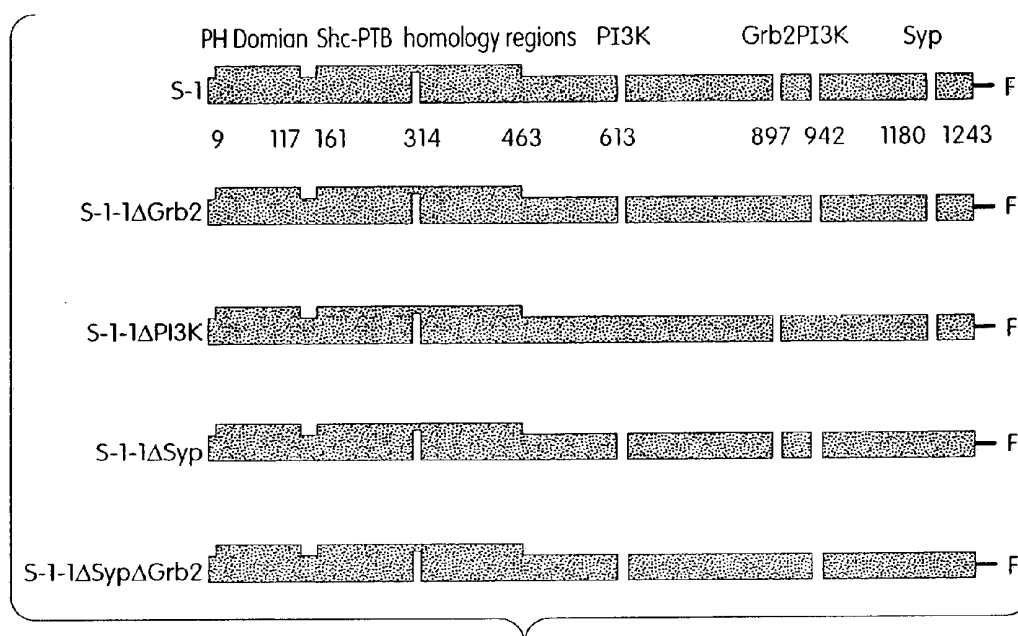 PH Domian Shc-PTB homology regions PI3K Grb2PI3K Syp
S-1 F
9 117 161 314 463 613 897 942 1180 1243
S-1-1ΔGrb2 F
S-1-1ΔPI3K F
S-1-1ΔSyp F
S-1-1ΔSypΔGrb2 F